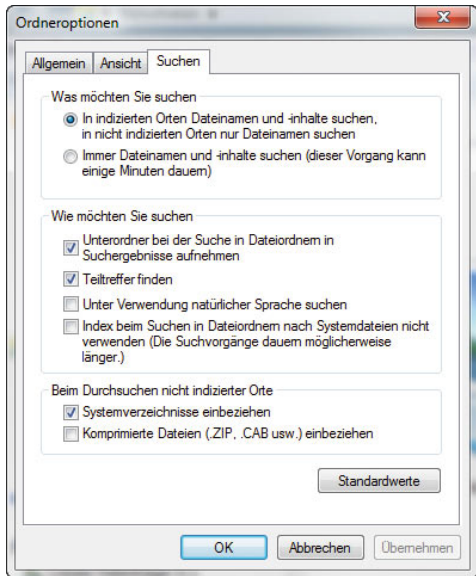 Ordneroptionen
Allgemein Ansicht Suchen
Was möchten Sie suchen
In indizierten Orten Dateinamen und -inhalte suchen,
in nicht indizierten Orten nur Dateinamen suchen
Immer Dateinamen und -inhalte suchen (dieser Vorgang kann
einige Minuten dauern)
Wie möchten Sie suchen
Unterordner bei der Suche in Dateiordnern in
Suchergebnisse aufnehmen
Teiltreffer finden
Unter Verwendung natürlicher Sprache suchen
Index beim Suchen in Dateiordnern nach Systemdateien nicht
verwenden (Die Suchvorgänge dauern möglicherweise
länger.)
Beim Durchsuchen nicht indizierter Orte
Systemverzeichnisse einbeziehen
Komprimierte Dateien (.ZIP, .CAB usw.) einbeziehen
Standardwerte
OK Abbrechen Übernehmen